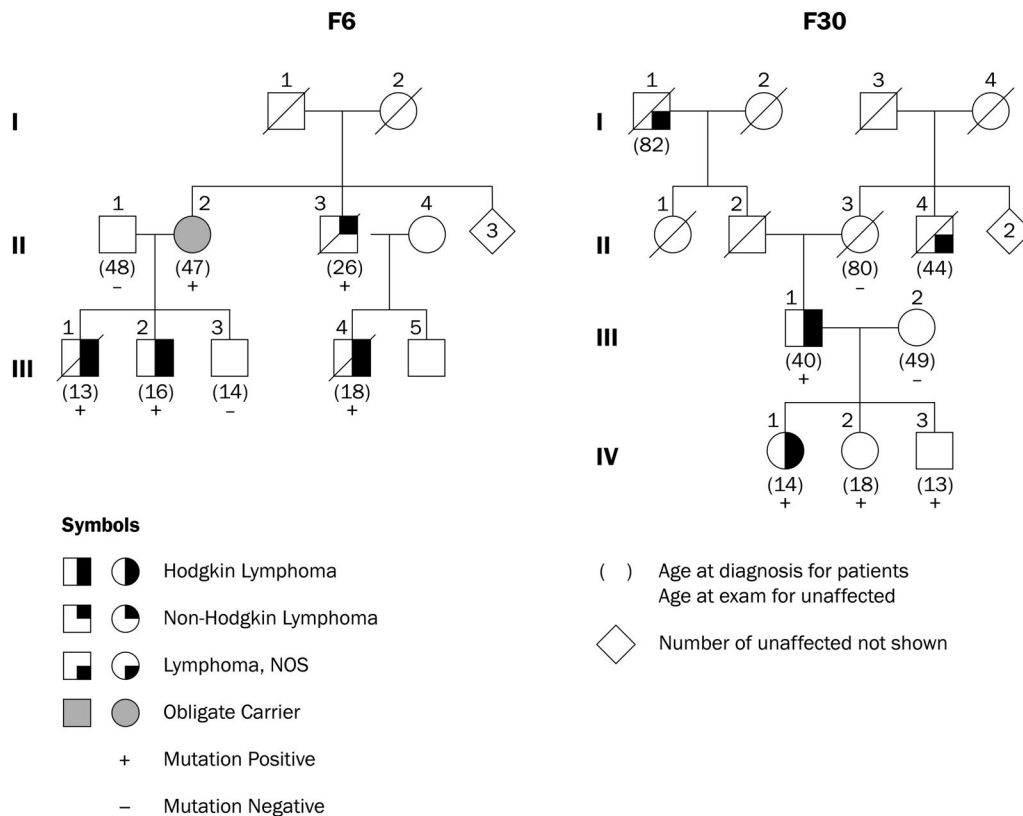 F6 F30
1 2 1 2 3 4
I I
(82)
1 2 3 4 3 1 2 3 4 2
II II
(48) (47) (26) (80) (44)
– + + –
1 2
III
(40) (49)
+ –
1 2 3 4 5
III
(13) (16) (14) (18)
+ + – +
1 2 3
IV
(14) (18) (13)
+ + +
Symbols
Hodgkin Lymphoma
Non-Hodgkin Lymphoma
Lymphoma, NOS
Obligate Carrier
+ Mutation Positive
– Mutation Negative
( ) Age at diagnosis for patients
Age at exam for unaffected
Number of unaffected not shown